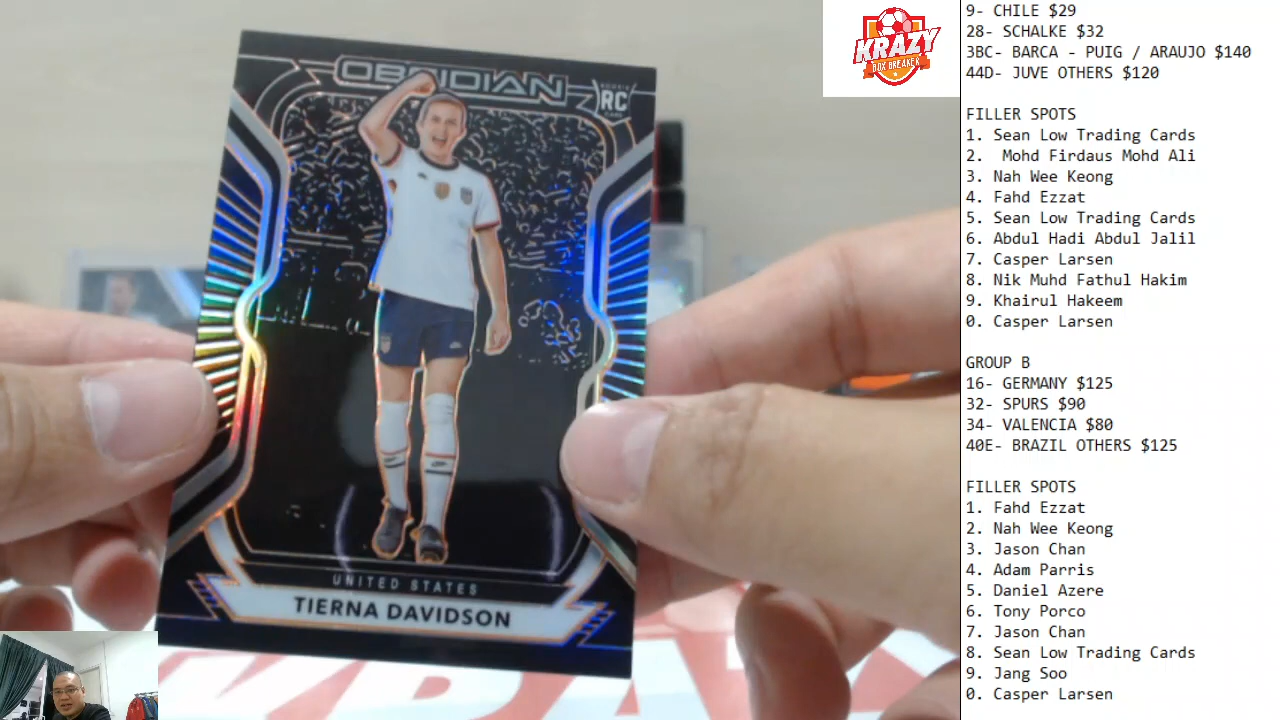 OBSIDIAN
ROOKIE
RC
CARD
UNITED STATES
TIERNA DAVIDSON
KRAZY
BOX BREAKER
9- CHILE $29
28- SCHALKE $32
3BC- BARCA - PUIG / ARAUJO $140
44D- JUVE OTHERS $120
FILLER SPOTS
1. Sean Low Trading Cards
2.  Mohd Firdaus Mohd Ali
3. Nah Wee Keong
4. Fahd Ezzat
5. Sean Low Trading Cards
6. Abdul Hadi Abdul Jalil
7. Casper Larsen
8. Nik Muhd Fathul Hakim
9. Khairul Hakeem
0. Casper Larsen
GROUP B
16- GERMANY $125
32- SPURS $90
34- VALENCIA $80
40E- BRAZIL OTHERS $125
FILLER SPOTS
1. Fahd Ezzat
2. Nah Wee Keong
3. Jason Chan
4. Adam Parris
5. Daniel Azere
6. Tony Porco
7. Jason Chan
8. Sean Low Trading Cards
9. Jang Soo
0. Casper Larsen